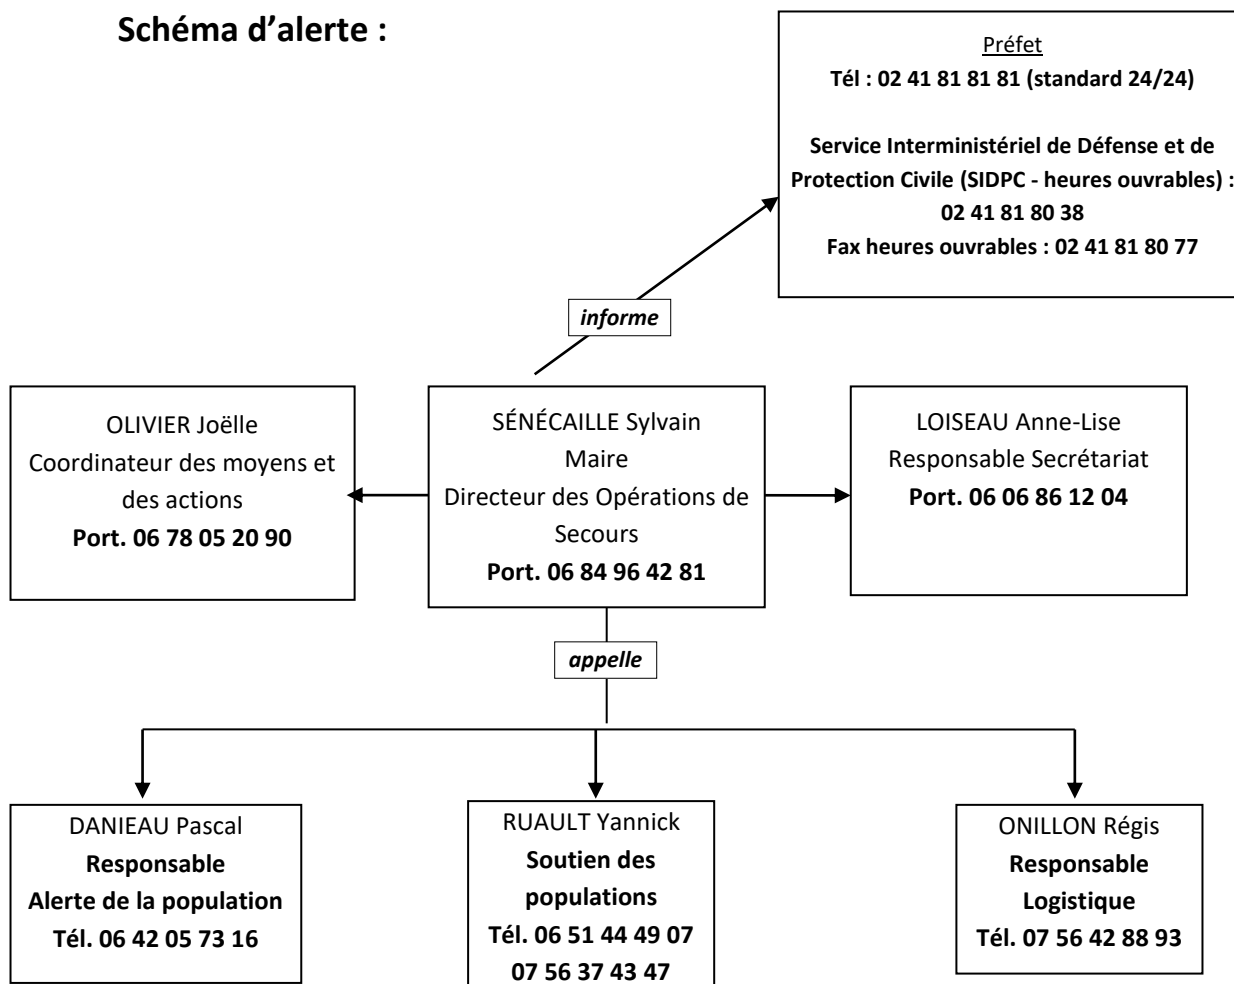 Schéma d’alerte :
Préfet
Tél : 02 41 81 81 81 (standard 24/24)
Service Interministériel de Défense et de
Protection Civile (SIDPC - heures ouvrables) :
02 41 81 80 38
Fax heures ouvrables : 02 41 81 80 77
informe
OLIVIER Joëlle
Coordinateur des moyens et
des actions
Port. 06 78 05 20 90
SÉNÉCAILLE Sylvain
Maire
Directeur des Opérations de
Secours
Port. 06 84 96 42 81
LOISEAU Anne-Lise
Responsable Secrétariat
Port. 06 06 86 12 04
appelle
DANIEAU Pascal
Responsable
Alerte de la population
Tél. 06 42 05 73 16
RUAULT Yannick
Soutien des
populations
Tél. 06 51 44 49 07
07 56 37 43 47
ONILLON Régis
Responsable
Logistique
Tél. 07 56 42 88 93